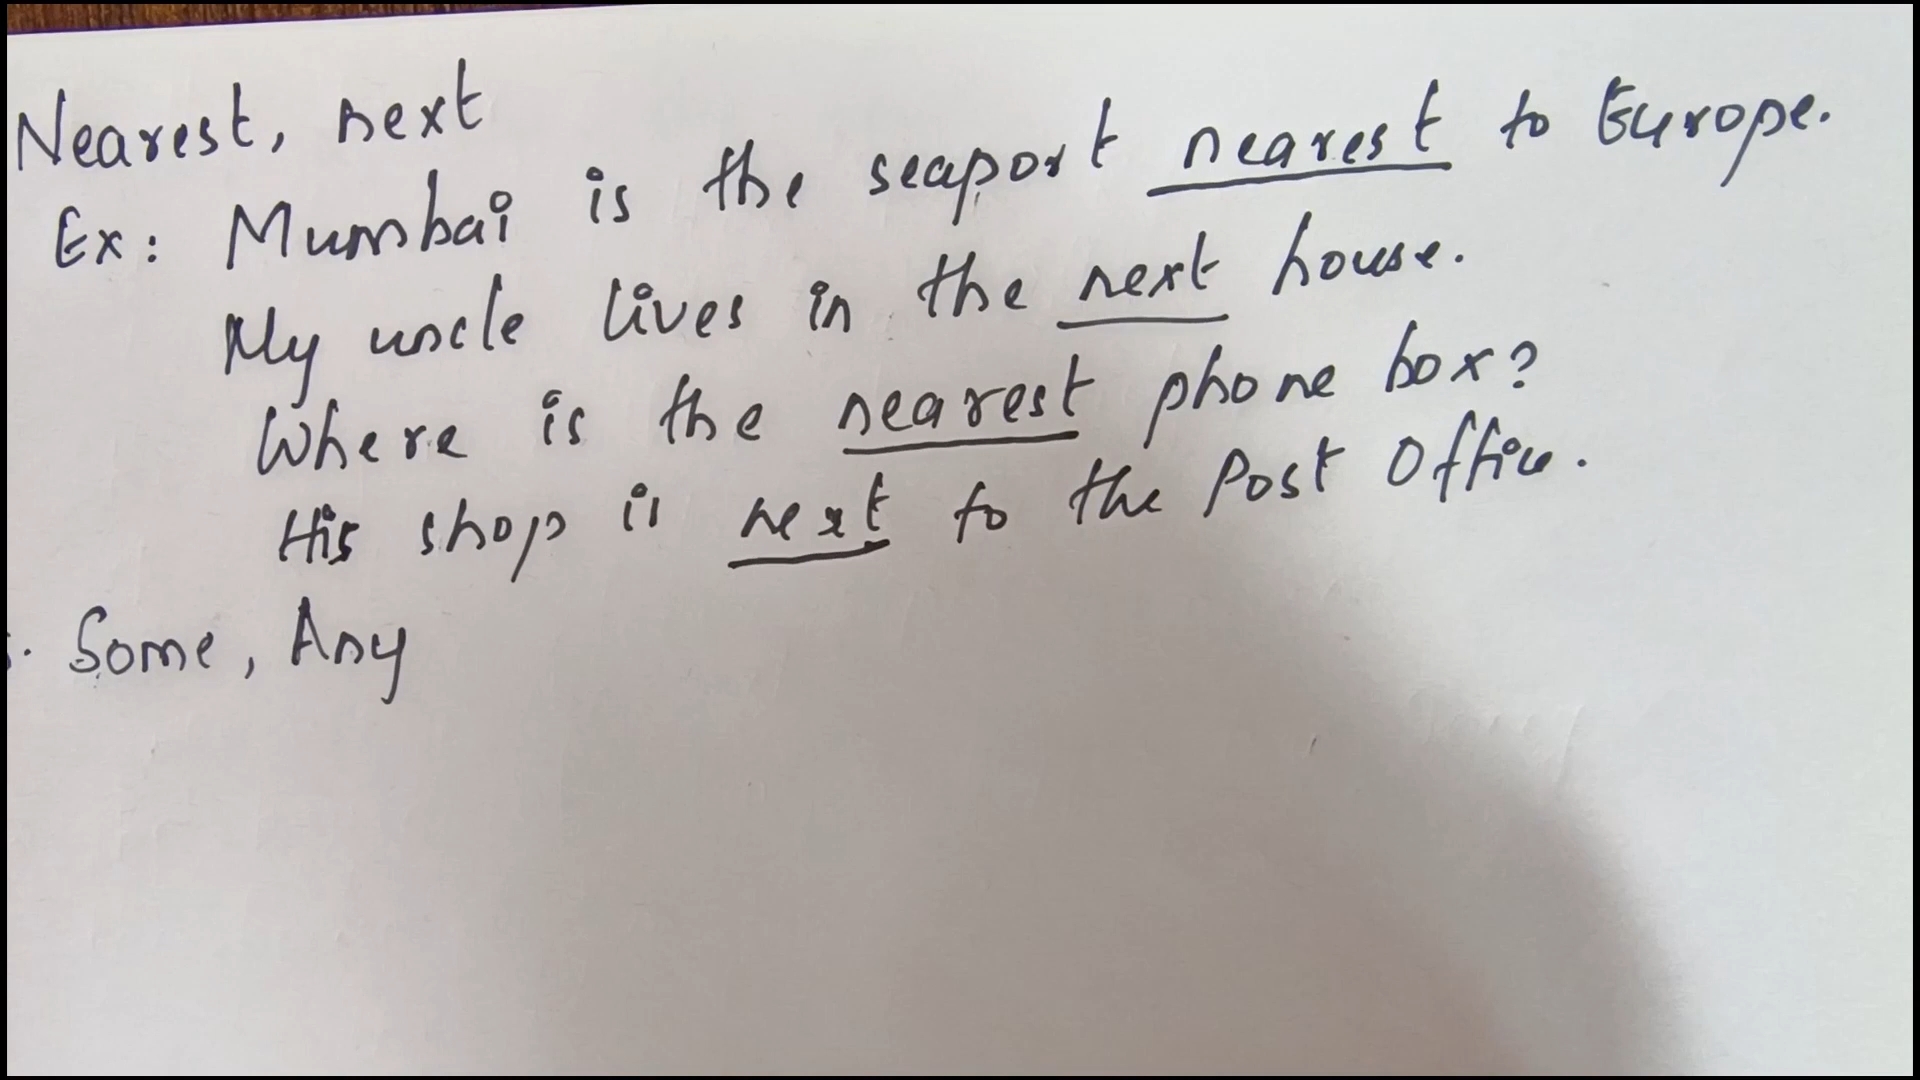 Nearest, next
Ex: Mumbai is the seaport nearest to Europe.
My uncle lives in the next house.
Where is the nearest phone box?
His shop is next to the Post Office.
Some, Any